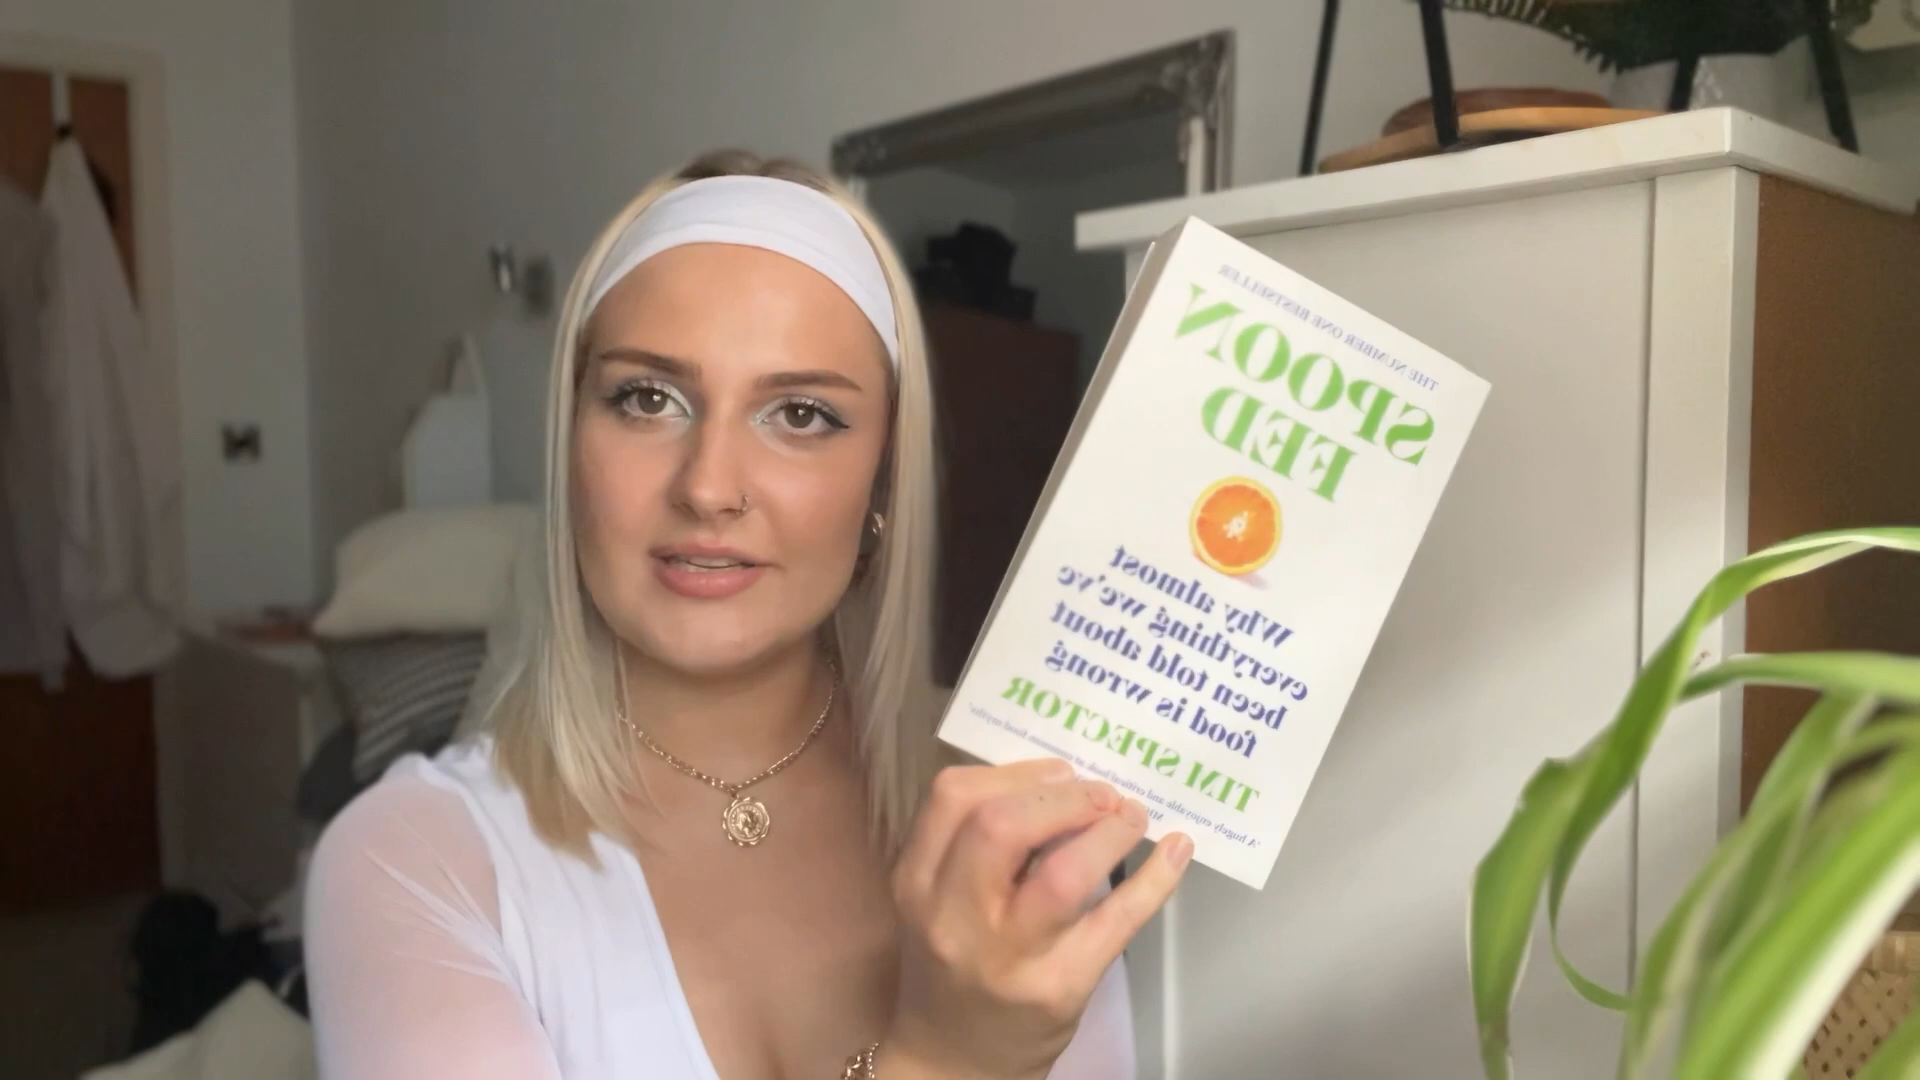 THE NUMBER ONE BESTSELLER
SPOON
FED
Why almost
everything we've
been told about
food is wrong
TIM SPECTOR
'A hugely enjoyable and critical look at common food myths'